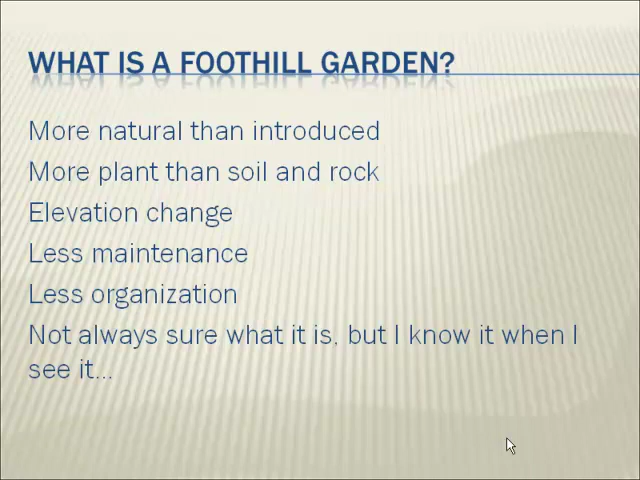 WHAT IS A FOOTHILL GARDEN?
More natural than introduced
More plant than soil and rock
Elevation change
Less maintenance
Less organization
Not always sure what it is, but I know it when I
see it...